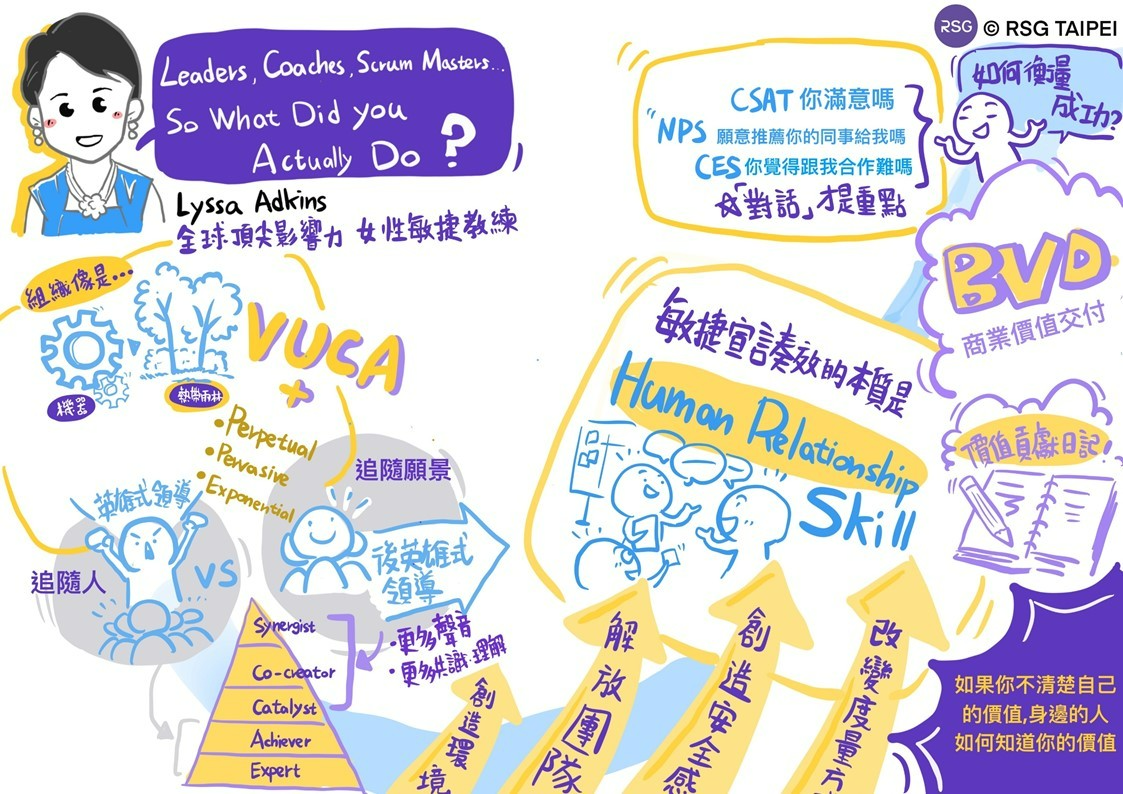 RSG © RSG TAIPEI
Leaders, Coaches, Scrum Masters...
So What Did you
Actually Do ?
Lyssa Adkins
全球頂尖影響力 女性敏捷教練
組織像是...
機器
熱帶雨林
VUCA
+
• Perpetual
• Pervasive
• Exponential
英雄式領導
追隨人
VS
追隨願景
後英雄式
領導
Synergist
Co-creator
Catalyst
Achiever
Expert
• 更多聲音
• 更多共識.理解
如何衡量
成功?
CSAT 你滿意嗎
NPS 願意推薦你的同事給我嗎
CES 你覺得跟我合作難嗎
「對話」才是重點
BVD
商業價值交付
敏捷宣言奏效的本質是
Human Relationship
Skill
價值貢獻日記!
創造環境
解放團隊
創造安全感
改變度量方
如果你不清楚自己
的價值,身邊的人
如何知道你的價值